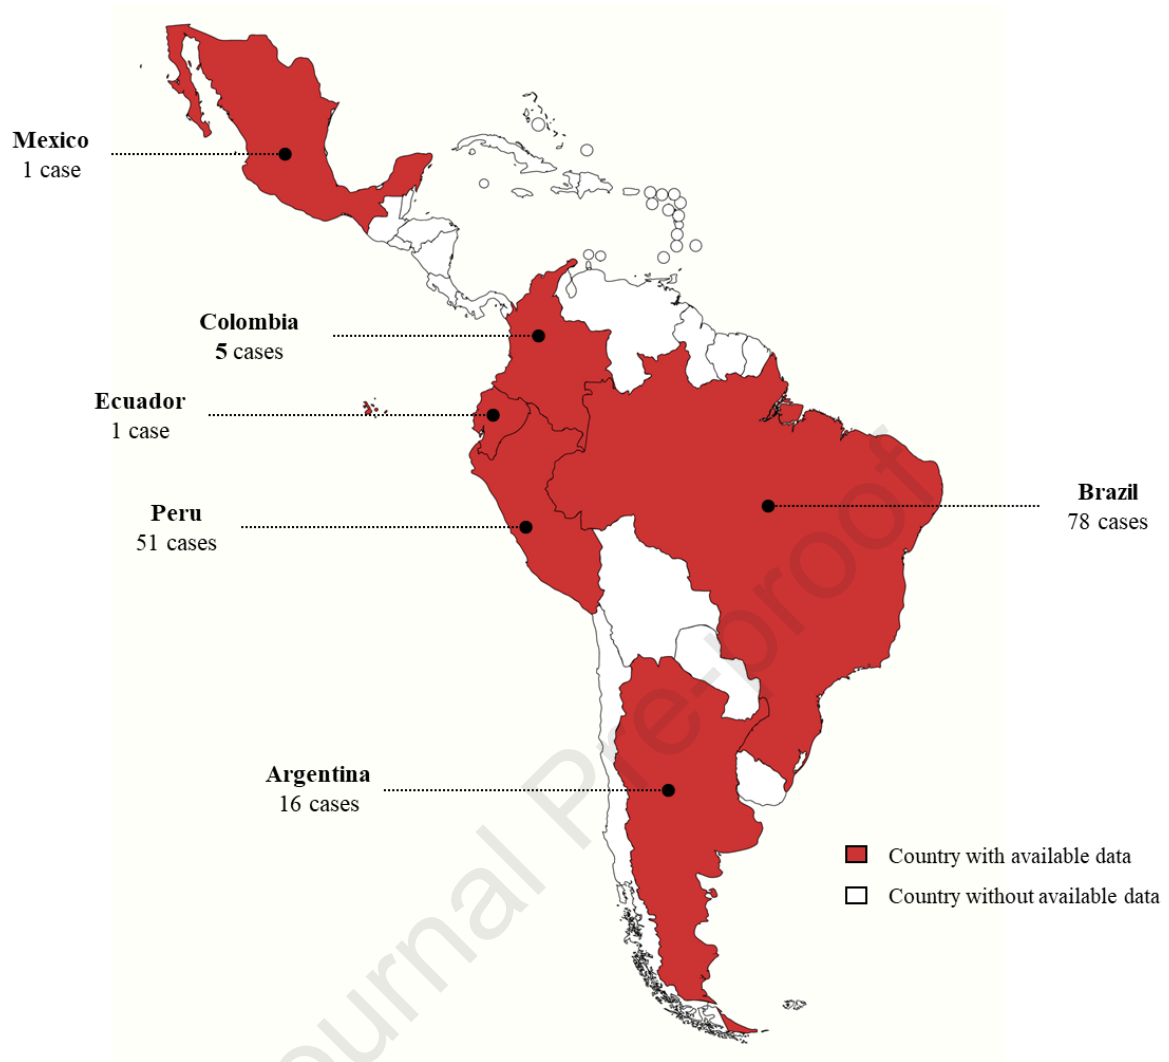 Mexico
1 case
Colombia
5 cases
Ecuador
1 case
Peru
51 cases
Brazil
78 cases
Argentina
16 cases
Country with available data
Country without available data
Journal Pre-proof